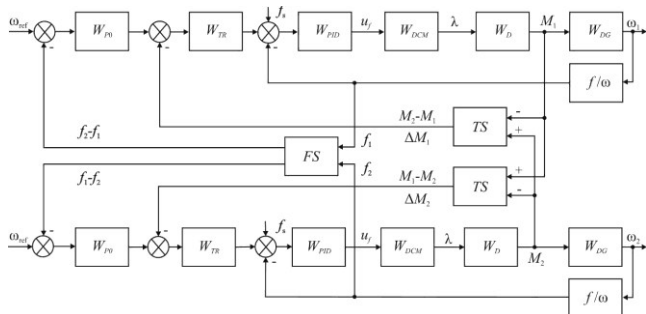 ω_ref - W_P0 - W_TR f_s - W_PID u_f W_DCM λ W_D M_1 W_DG ω_1
f/ω
M_2-M_1 TS -
ΔM_1 +
f_2-f_1 f_1
FS
f_1-f_2 f_2
M_1-M_2 TS +
ΔM_2 -
ω_ref - W_P0 - W_TR f_s - W_PID u_f W_DCM λ W_D M_2 W_DG ω_2
f/ω